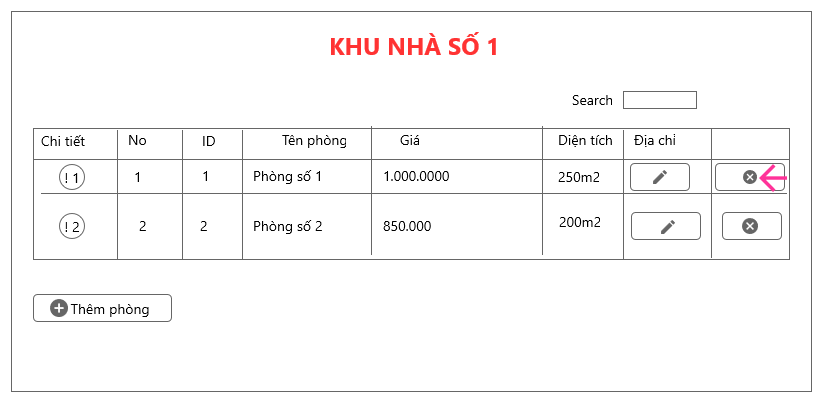 KHU NHÀ SỐ 1
Search
Chi tiết No ID Tên phòng Giá Diện tích Địa chỉ
! 1 1 1 Phòng số 1 1.000.0000 250m2
! 2 2 2 Phòng số 2 850.000 200m2
Thêm phòng